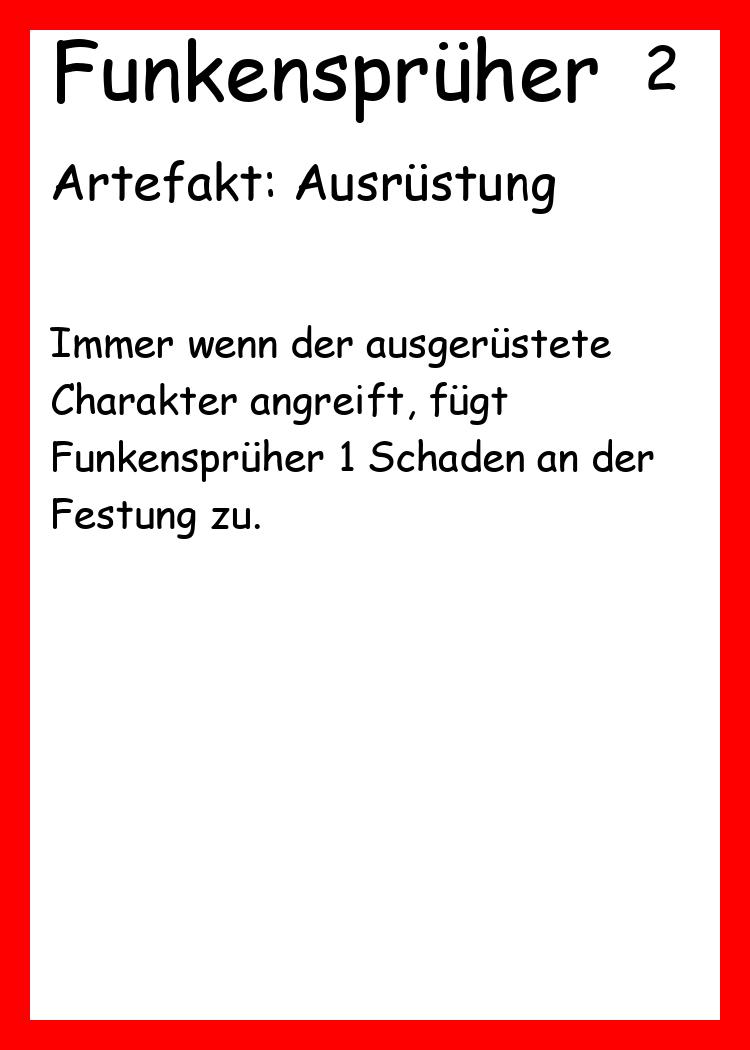 Funkensprüher 2
Artefakt: Ausrüstung
Immer wenn der ausgerüstete
Charakter angreift, fügt
Funkensprüher 1 Schaden an der
Festung zu.